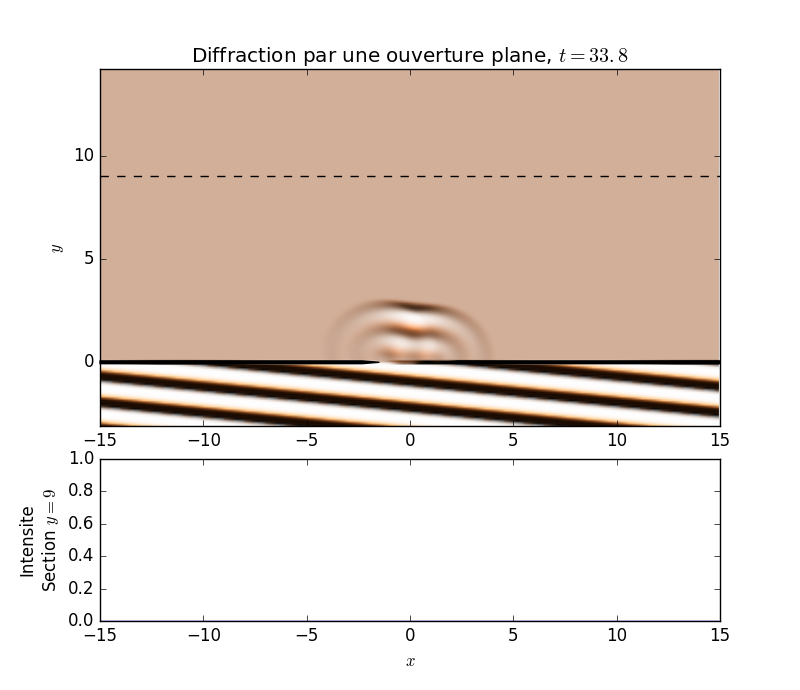 Diffraction par une ouverture plane, t = 33.8
10
5
0
y
−15 −10 −5 0 5 10 15
1.0
0.8
0.6
0.4
0.2
0.0
Intensite
Section y = 9
−15 −10 −5 0 5 10 15
x